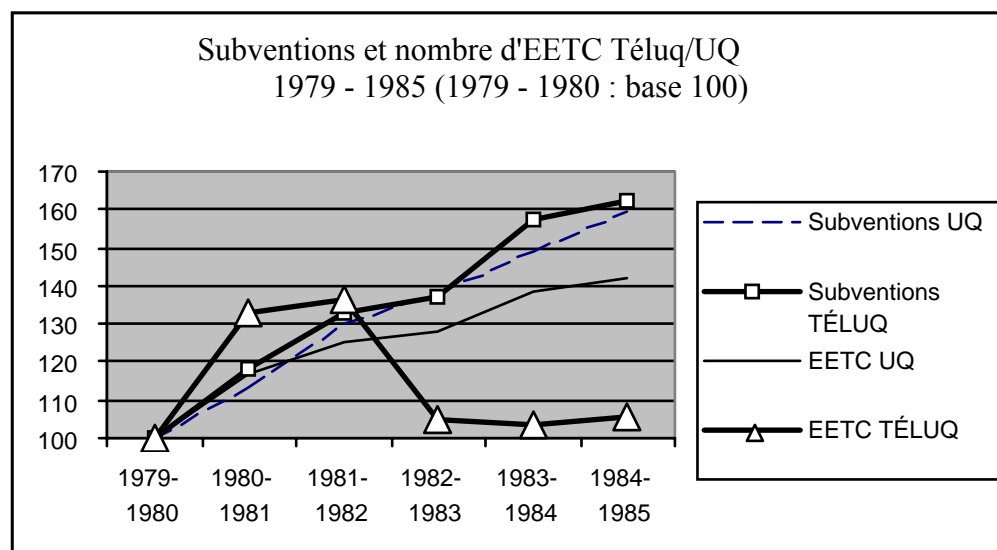 Subventions et nombre d'EETC Téluq/UQ
1979 - 1985 (1979 - 1980 : base 100)
170
160
150
140
130
120
110
100
1979-
1980
1980-
1981
1981-
1982
1982-
1983
1983-
1984
1984-
1985
Subventions UQ
Subventions
TÉLUQ
EETC UQ
EETC TÉLUQ